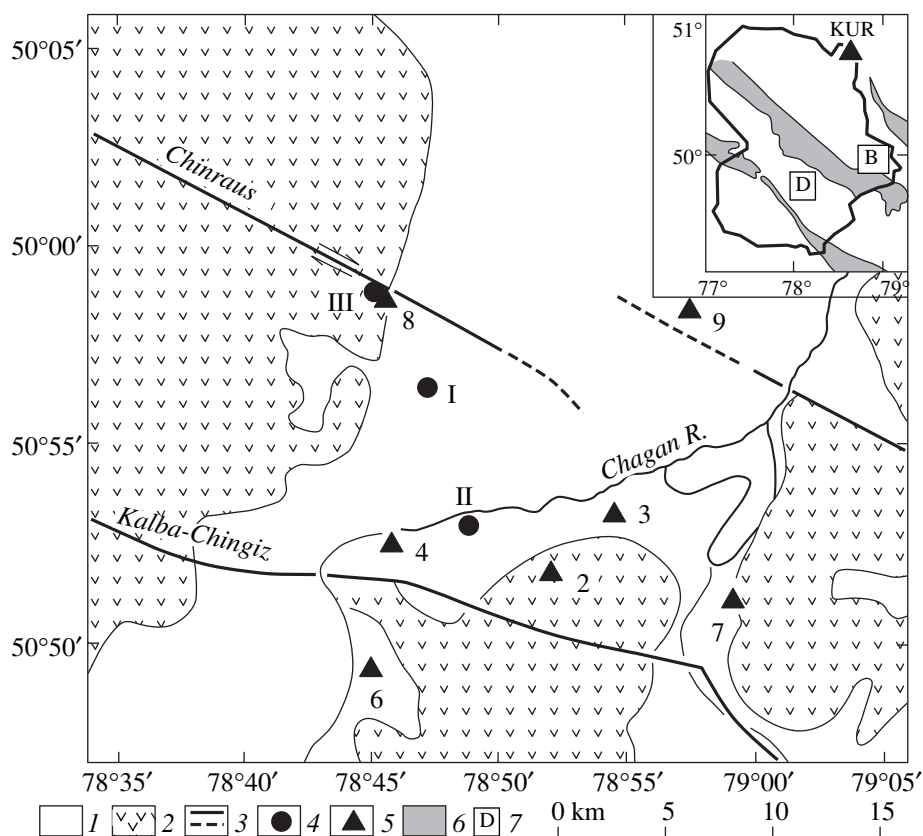 50°05′
50°00′
50°55′
50°50′
78°35′ 78°40′ 78°45′ 78°50′ 78°55′ 79°00′ 79°05′
Chinraus
Kalba-Chingiz
Chagan R.
III
8
I
II
4
3
2
6
7
9
51°
50°
77° 78° 79°
KUR
B
D
1 2 3 4 5 6 D 7 0 km 5 10 15